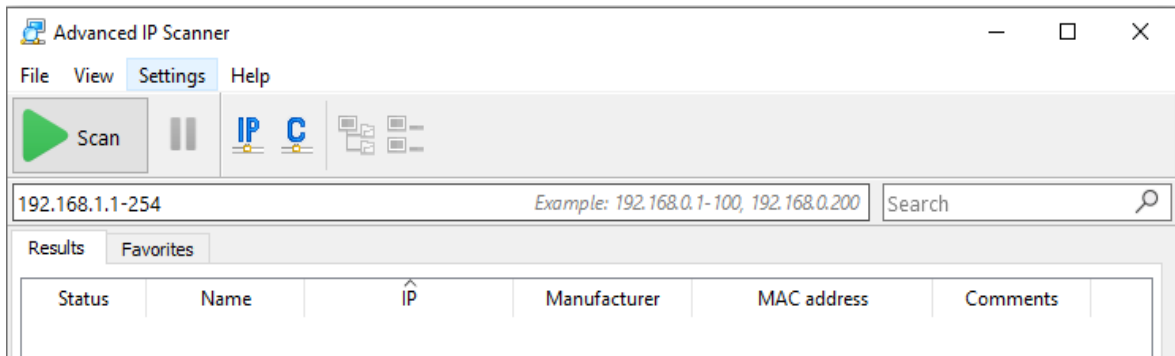 Advanced IP Scanner
File View Settings Help
Scan IP C
192.168.1.1-254 Example: 192.168.0.1-100, 192.168.0.200 Search
Results Favorites
Status Name IP Manufacturer MAC address Comments